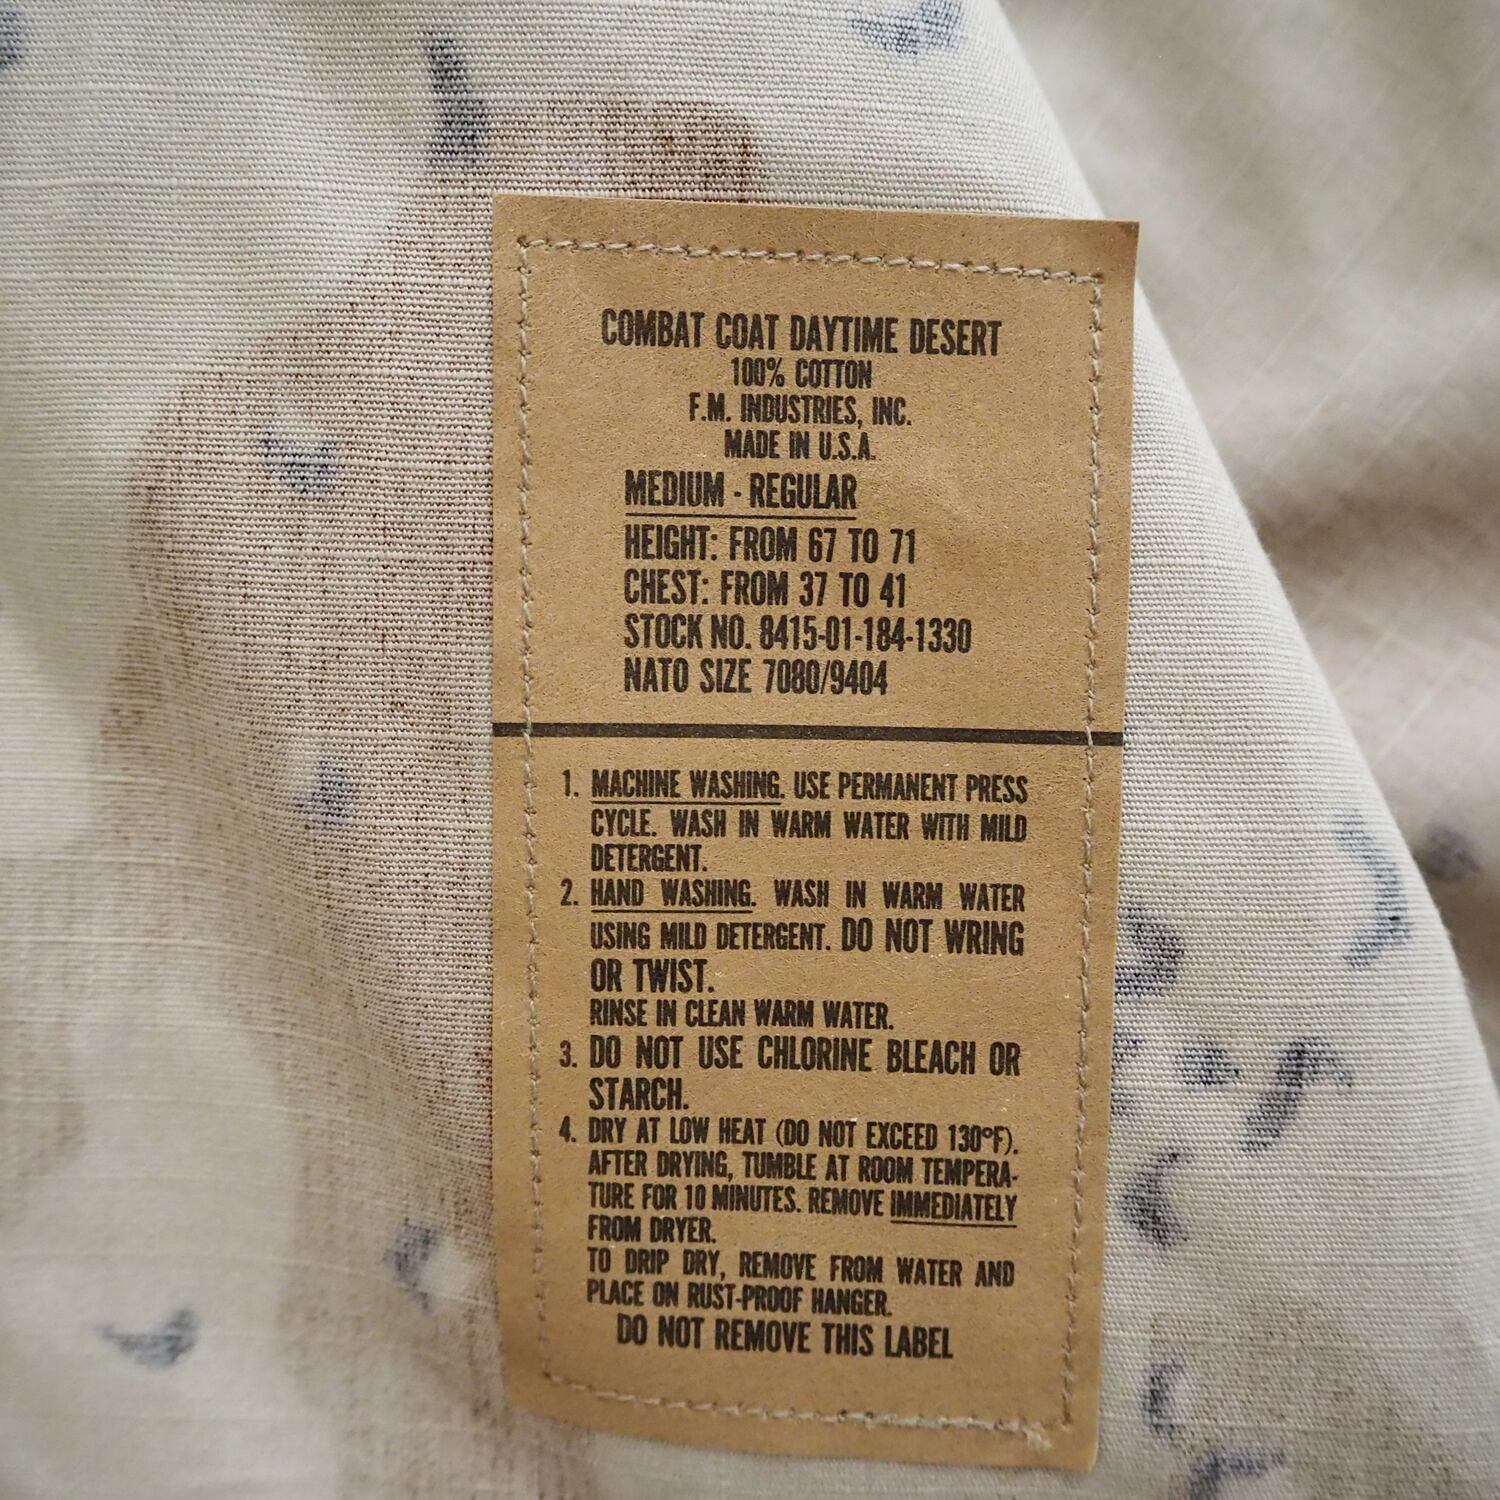 COMBAT COAT DAYTIME DESERT
100% COTTON
F.M. INDUSTRIES, INC.
MADE IN U.S.A.
MEDIUM - REGULAR
HEIGHT: FROM 67 TO 71
CHEST: FROM 37 TO 41
STOCK NO. 8415-01-184-1330
NATO SIZE 7080/9404
1. MACHINE WASHING. USE PERMANENT PRESS
CYCLE. WASH IN WARM WATER WITH MILD
DETERGENT.
2. HAND WASHING. WASH IN WARM WATER
USING MILD DETERGENT. DO NOT WRING
OR TWIST.
RINSE IN CLEAN WARM WATER.
3. DO NOT USE CHLORINE BLEACH OR
STARCH.
4. DRY AT LOW HEAT (DO NOT EXCEED 130°F).
AFTER DRYING, TUMBLE AT ROOM TEMPERA-
TURE FOR 10 MINUTES. REMOVE IMMEDIATELY
FROM DRYER.
TO DRIP DRY, REMOVE FROM WATER AND
PLACE ON RUST-PROOF HANGER.
DO NOT REMOVE THIS LABEL